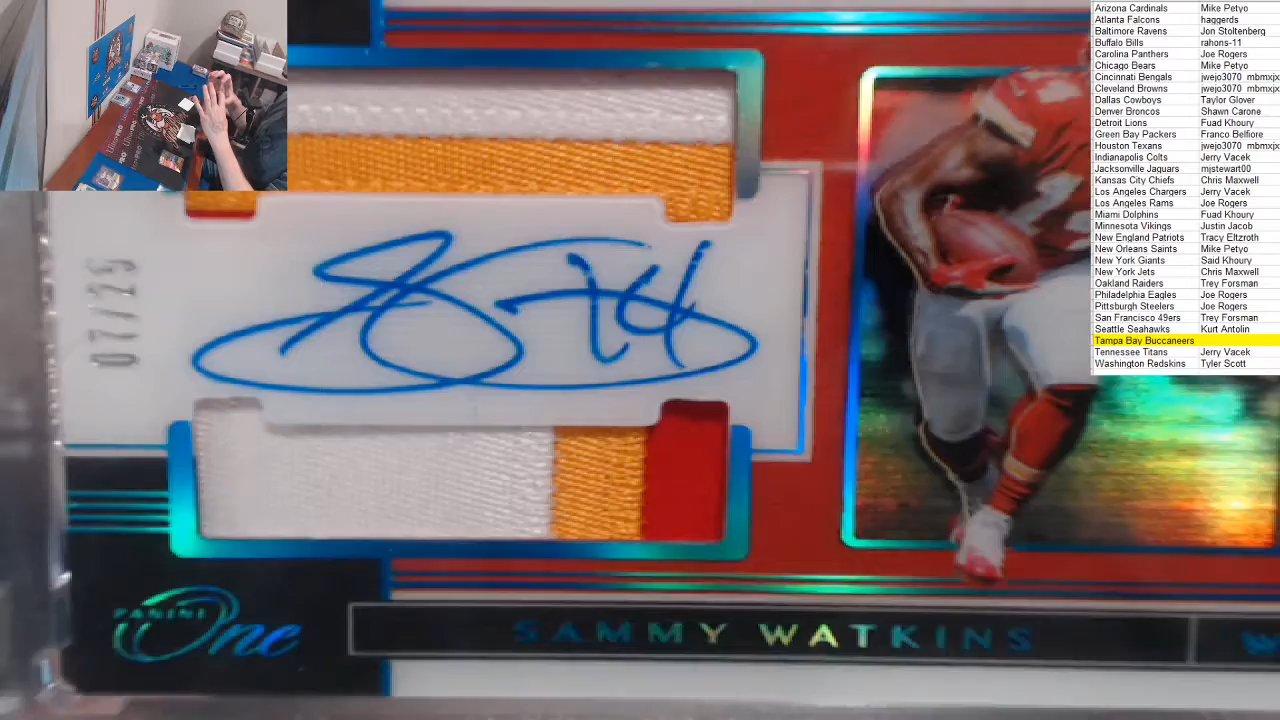 Arizona Cardinals Mike Petyo
Atlanta Falcons haggerds
Baltimore Ravens Jon Stoltenberg
Buffalo Bills rahons-11
Carolina Panthers Joe Rogers
Chicago Bears Mike Petyo
Cincinnati Bengals jwejo3070 mbmxjx
Cleveland Browns jwejo3070 mbmxjx
Dallas Cowboys Taylor Glover
Denver Broncos Shawn Carone
Detroit Lions Fuad Khoury
Green Bay Packers Franco Belfiore
Houston Texans jwejo3070 mbmxjx
Indianapolis Colts Jerry Vacek
Jacksonville Jaguars mjstewart00
Kansas City Chiefs Chris Maxwell
Los Angeles Chargers Jerry Vacek
Los Angeles Rams Joe Rogers
Miami Dolphins Fuad Khoury
Minnesota Vikings Justin Jacob
New England Patriots Tracy Eltzroth
New Orleans Saints Mike Petyo
New York Giants Said Khoury
New York Jets Chris Maxwell
Oakland Raiders Trey Forsman
Philadelphia Eagles Joe Rogers
Pittsburgh Steelers Joe Rogers
San Francisco 49ers Trey Forsman
Seattle Seahawks Kurt Antolin
Tampa Bay Buccaneers
Tennessee Titans Jerry Vacek
Washington Redskins Tyler Scott
07/25
PANINI
One
SAMMY WATKINS